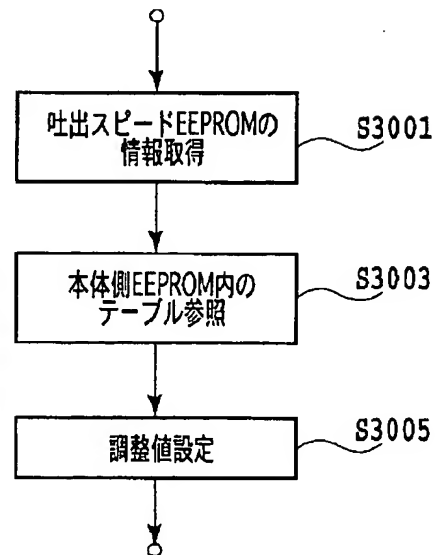 吐出スピードEEPROMの
情報取得
S3001
本体側EEPROM内の
テーブル参照
S3003
調整値設定
S3005